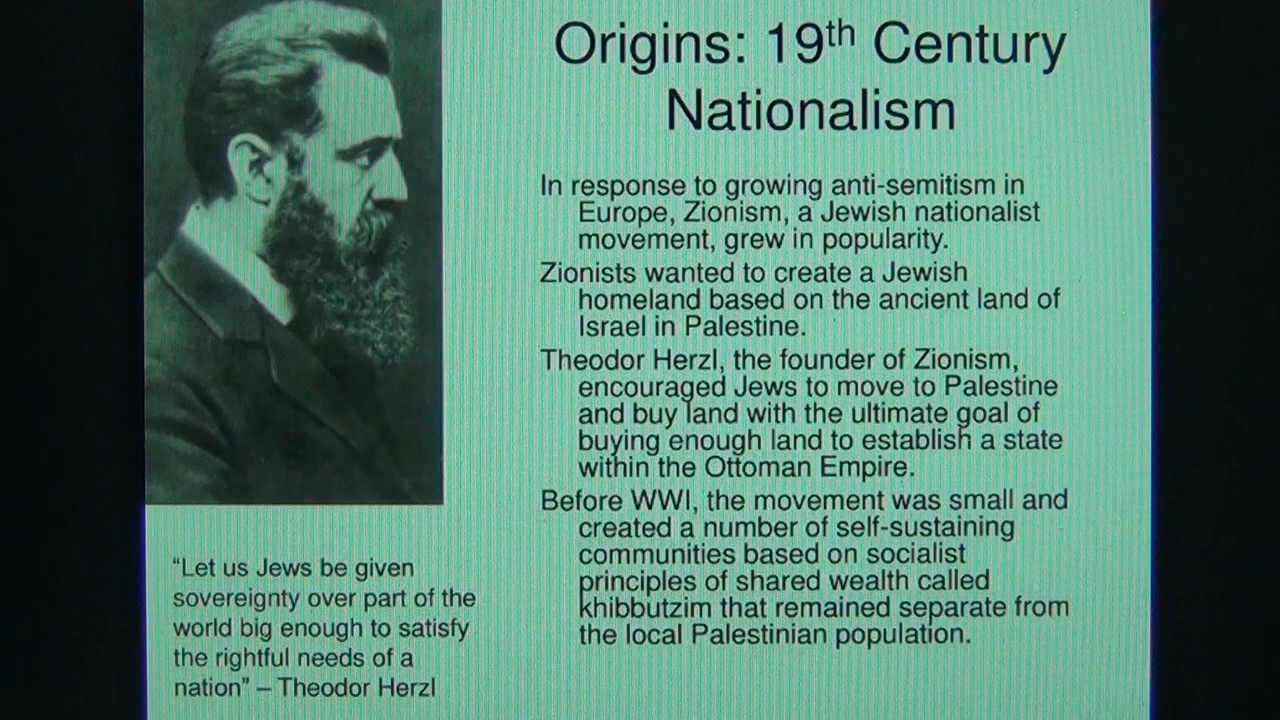 Origins: 19th Century
Nationalism
In response to growing anti-semitism in
Europe, Zionism, a Jewish nationalist
movement, grew in popularity.
Zionists wanted to create a Jewish
homeland based on the ancient land of
Israel in Palestine.
Theodor Herzl, the founder of Zionism,
encouraged Jews to move to Palestine
and buy land with the ultimate goal of
buying enough land to establish a state
within the Ottoman Empire.
Before WWI, the movement was small and
created a number of self-sustaining
communities based on socialist
principles of shared wealth called
khibbutzim that remained separate from
the local Palestinian population.
“Let us Jews be given
sovereignty over part of the
world big enough to satisfy
the rightful needs of a
nation” – Theodor Herzl